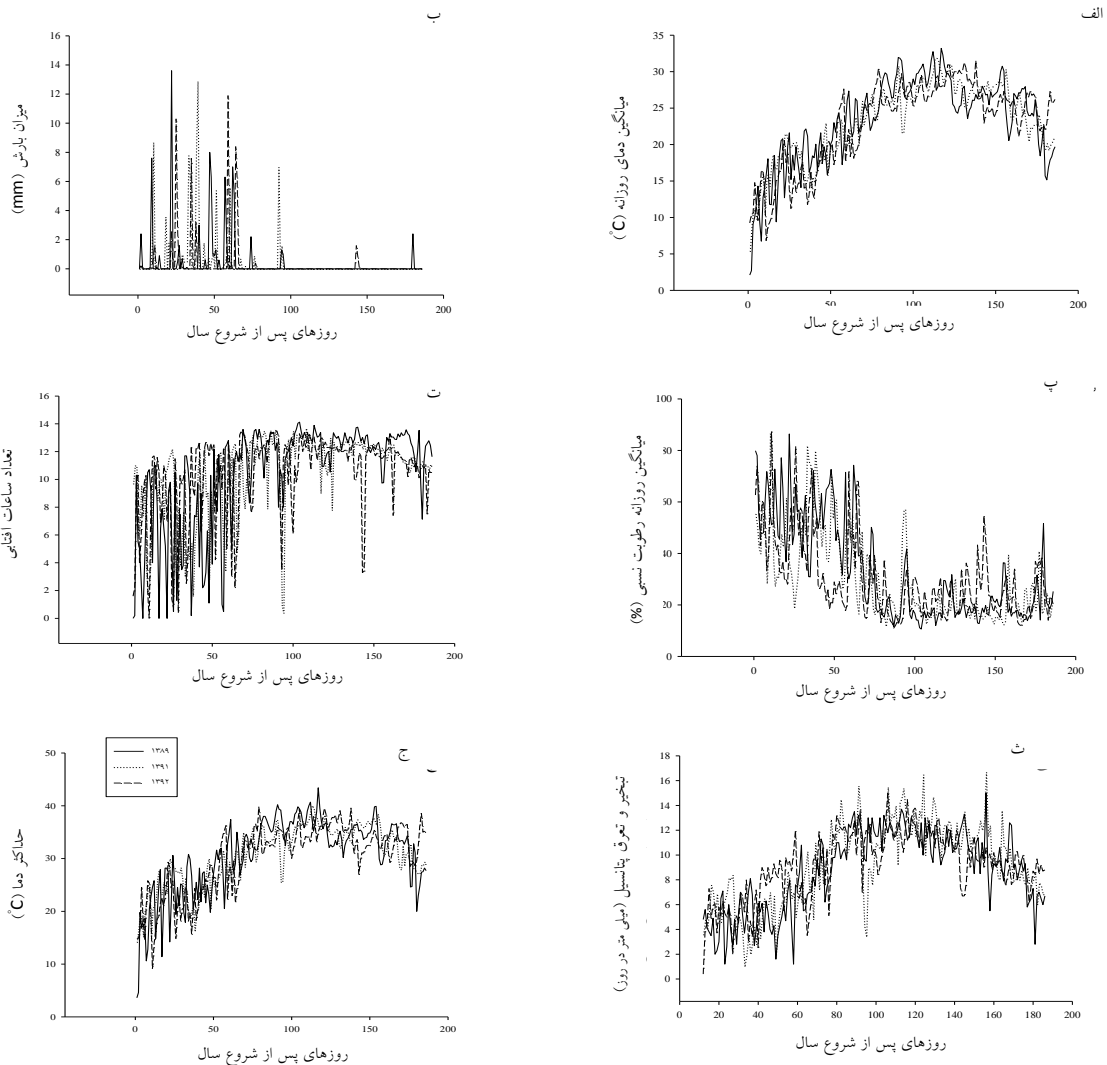 الف
میانگین دمای روزانه (°C)
35
30
25
20
15
10
5
0
0 50 100 150 200
روزهای پس از شروع سال
ب
میزان بارش (mm)
16
14
12
10
8
6
4
2
0
0 50 100 150 200
روزهای پس از شروع سال
پ
میانگین روزانه رطوبت نسبی (%)
100
80
60
40
20
0
0 50 100 150 200
روزهای پس از شروع سال
ت
تعداد ساعات افتابی
16
14
12
10
8
6
4
2
0
0 50 100 150 200
روزهای پس از شروع سال
ث
تبخیر و تعرق پتانسیل (میلی متر در روز)
18
16
14
12
10
8
6
4
2
0
0 20 40 60 80 100 120 140 160 180 200
روزهای پس از شروع سال
ج
حداکثر دما (°C)
50
40
30
20
10
0
0 50 100 150 200
روزهای پس از شروع سال
۱۳۸۹
۱۳۹۱
۱۳۹۲